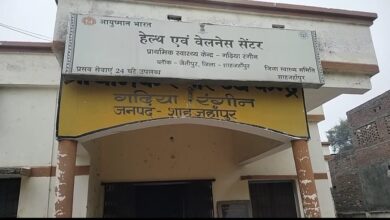 आयुष्मान भारत
हेल्थ एवं वेलनेस सेंटर
प्राथमिक स्वास्थ्य केन्द्र - गढ़िया रंगीन
ब्लॉक - जैतीपुर, जिला - शाहजहाँपुर
प्रसव सेवाएं 24 घंटे उपलब्ध
जिला स्वास्थ्य समिति
शाहजहाँपुर
केन्द्र
गढ़िया रंगीन
जनपद - शाहजहाँपुर